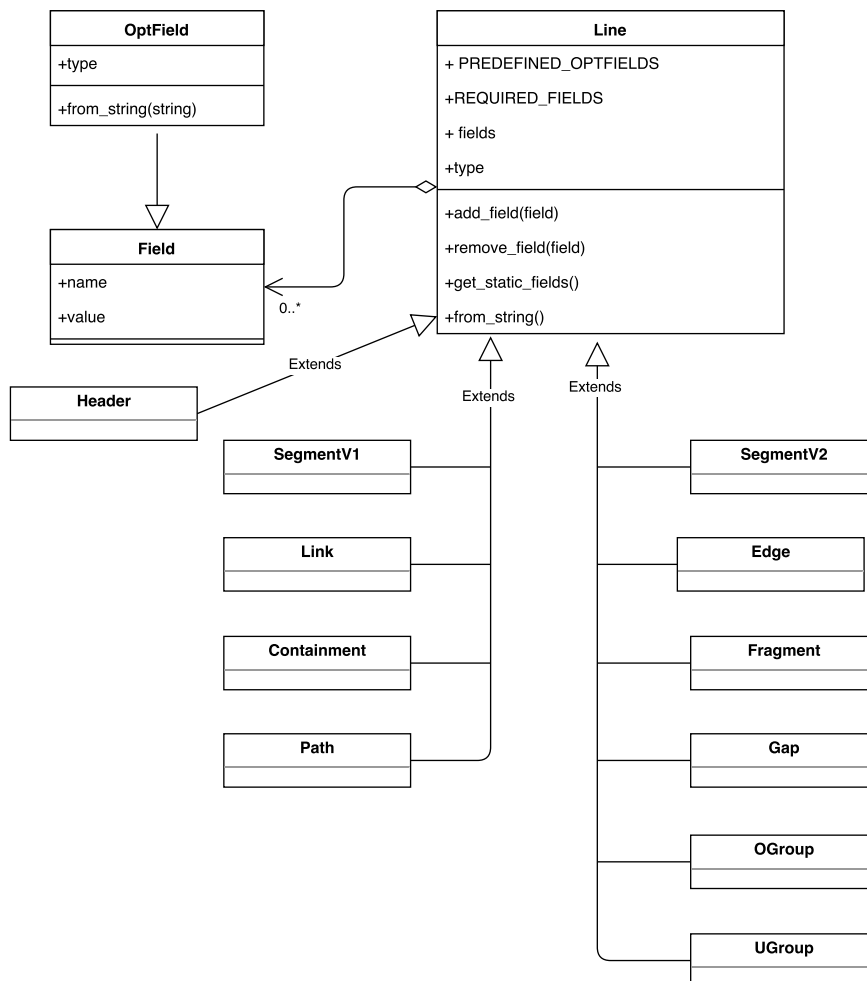 OptField
+type
+from_string(string)
Line
+ PREDEFINED_OPTFIELDS
+REQUIRED_FIELDS
+ fields
+type
+add_field(field)
+remove_field(field)
+get_static_fields()
+from_string()
Field
+name
+value
0..*
Extends
Extends
Extends
Header
SegmentV1
SegmentV2
Link
Edge
Containment
Fragment
Path
Gap
OGroup
UGroup